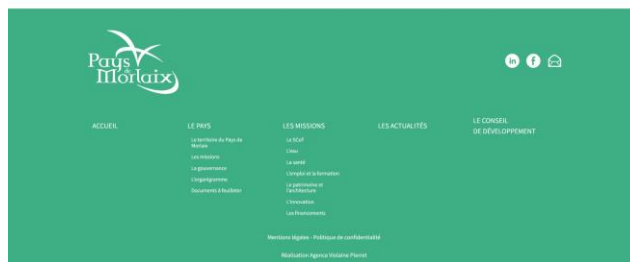 Pays
de
Morlaix
ACCUEIL
LE PAYS
Le territoire du Pays de
Morlaix
Les missions
La gouvernance
L'organigramme
Documents à feuilleter
LES MISSIONS
Le SCoT
L'eau
La santé
L'emploi et la formation
Le patrimoine et
l'architecture
L'innovation
Les financements
LES ACTUALITÉS
LE CONSEIL
DE DÉVELOPPEMENT
Mentions légales - Politique de confidentialité
Réalisation Agence Violaine Pierret